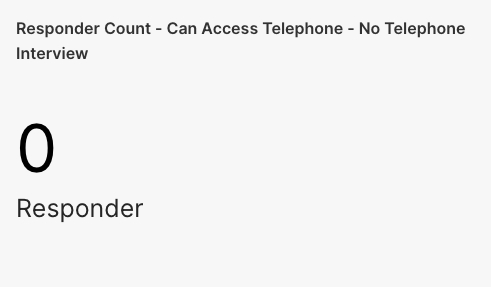 Responder Count - Can Access Telephone - No Telephone
Interview
0
Responder